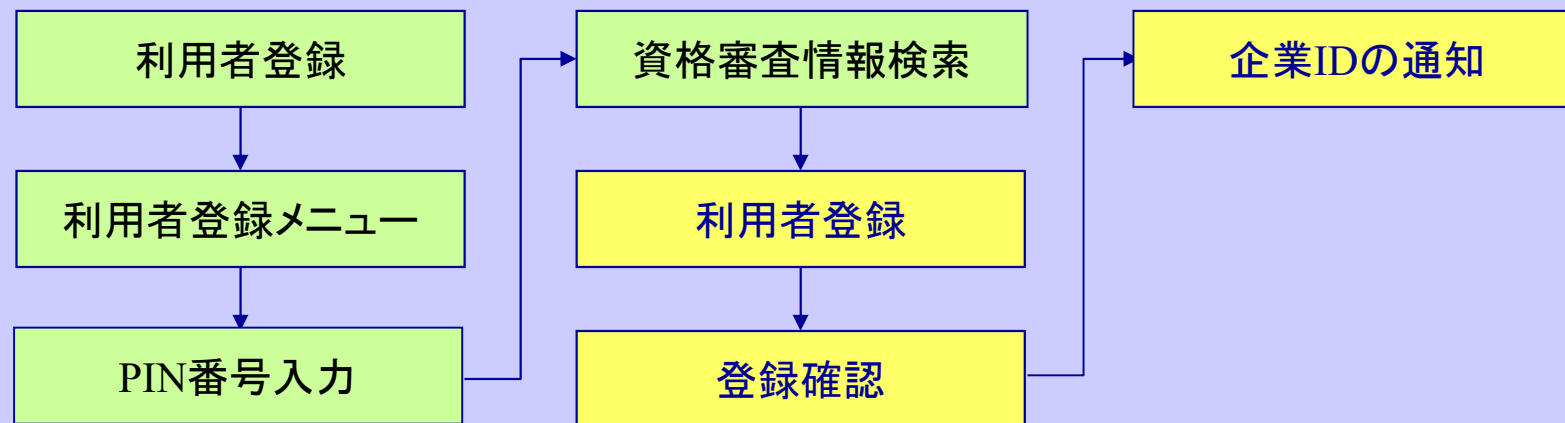 利用者登録
利用者登録メニュー
PIN番号入力
資格審査情報検索
利用者登録
登録確認
企業IDの通知